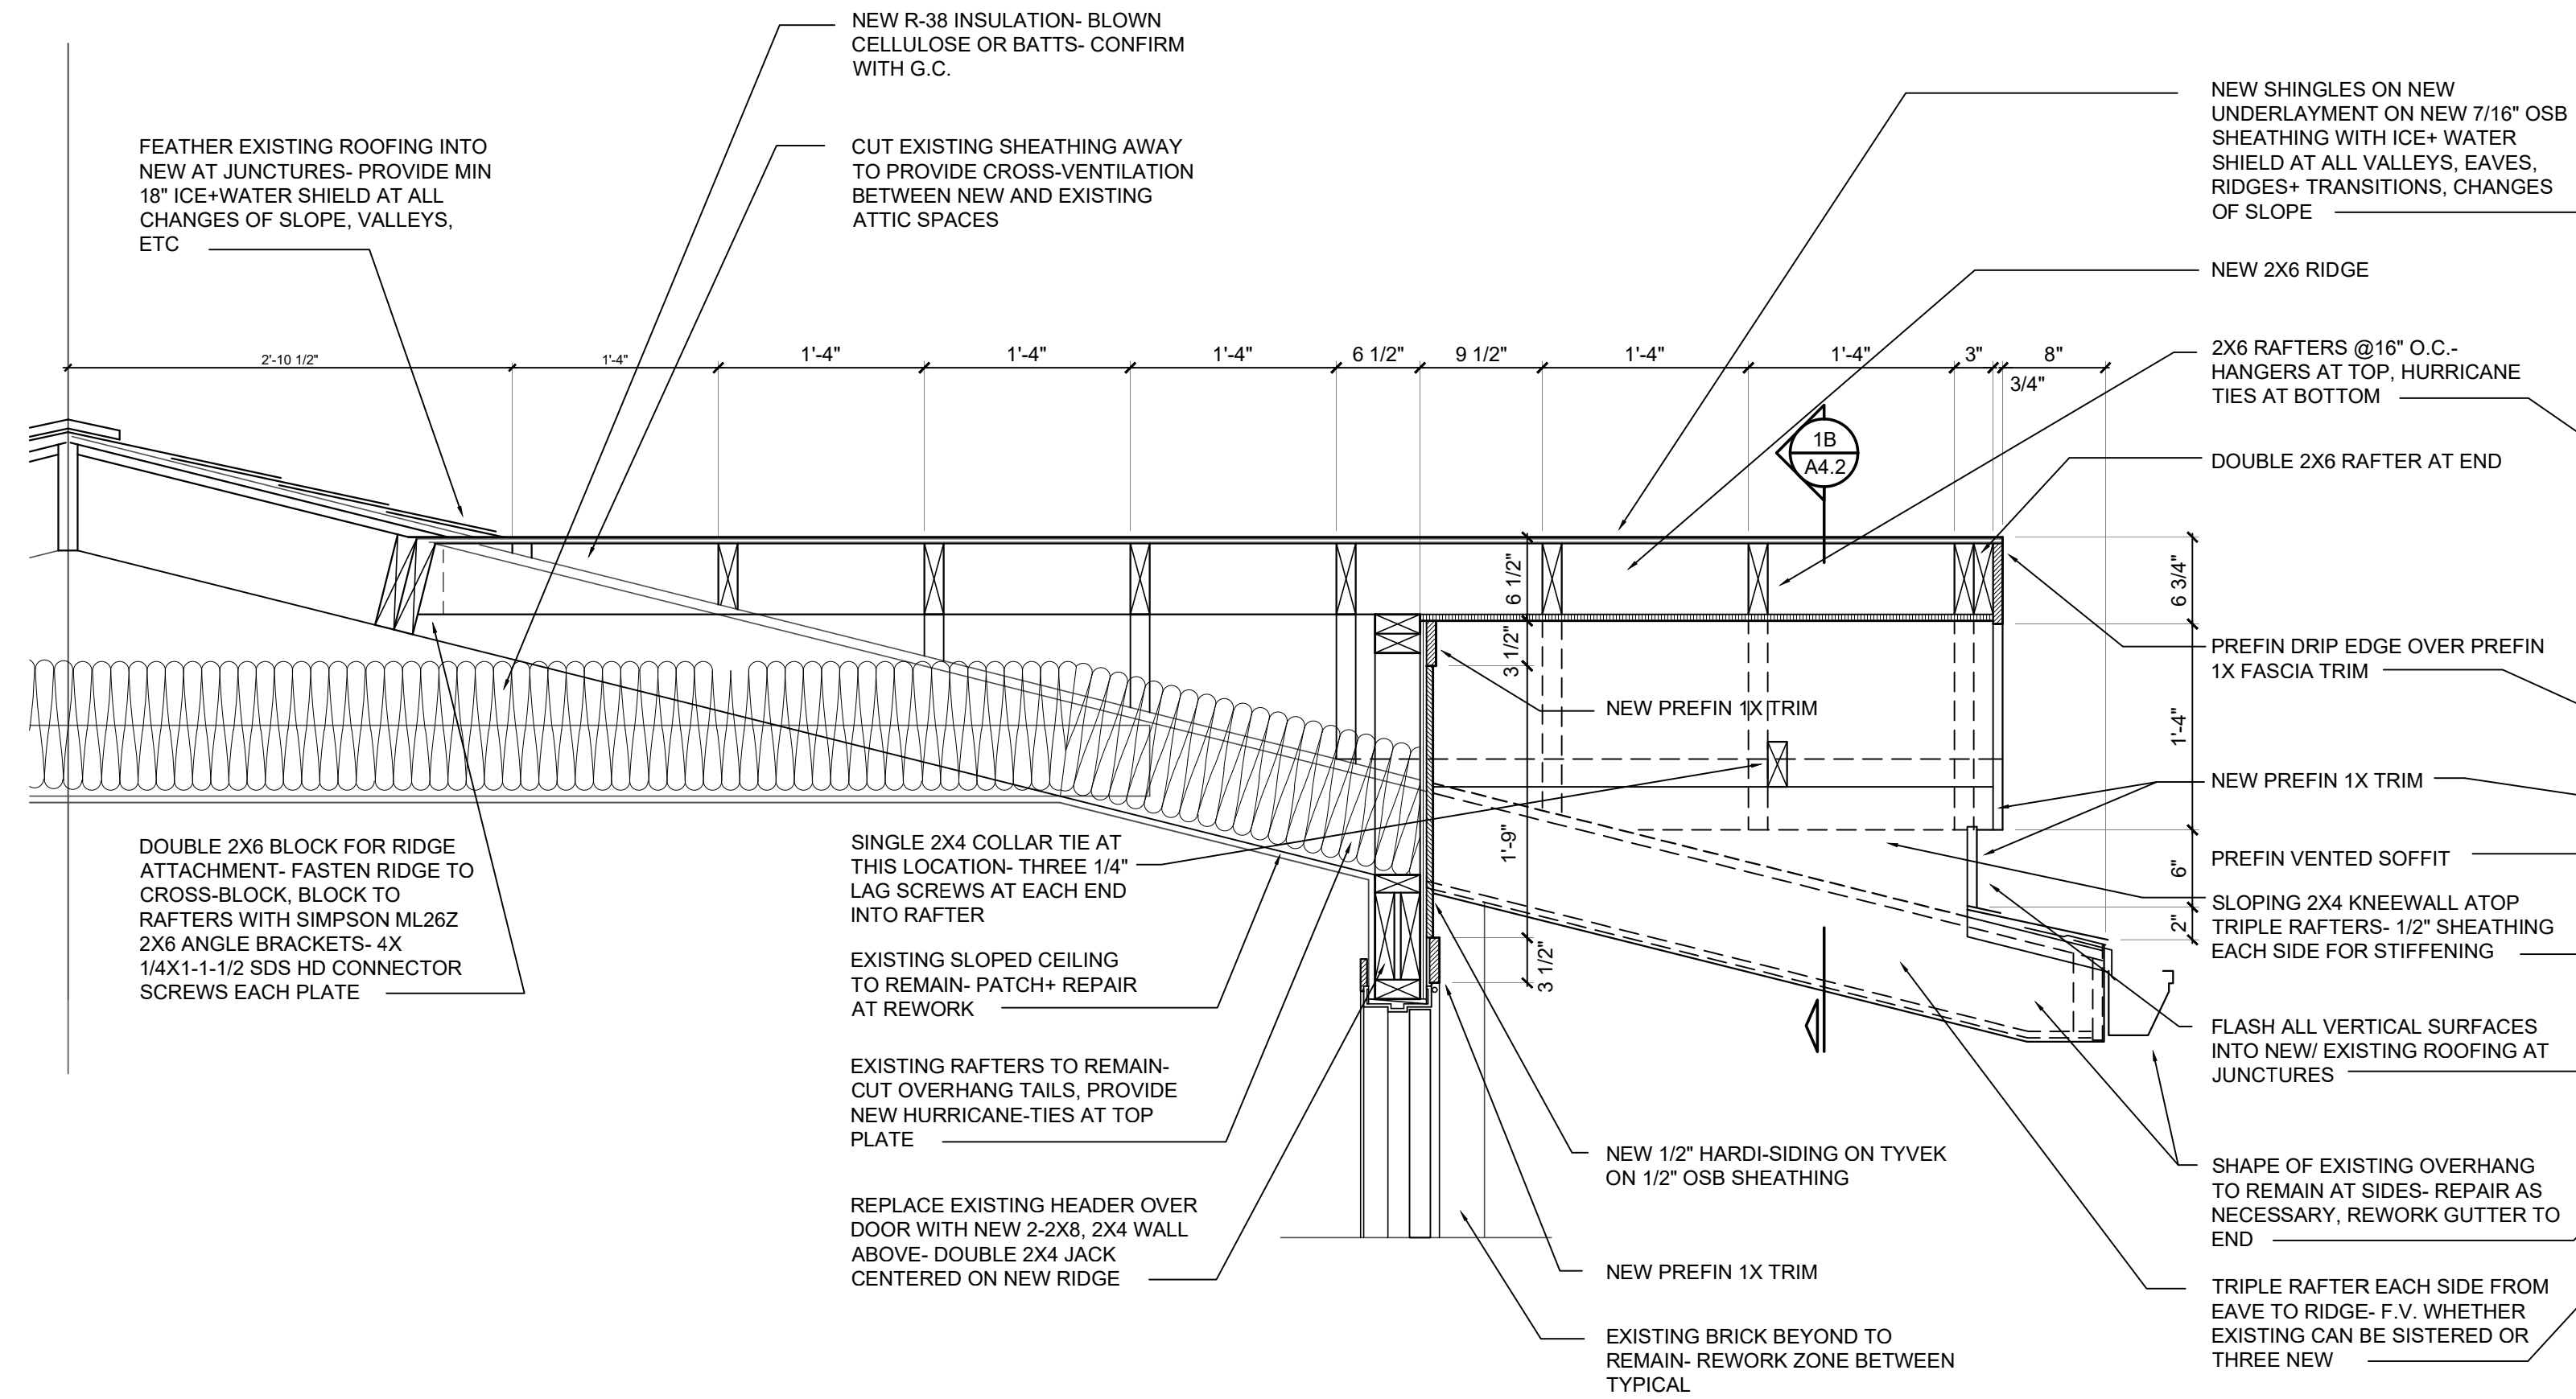 NEW R-38 INSULATION- BLOWN
CELLULOSE OR BATTS- CONFIRM
WITH G.C.
FEATHER EXISTING ROOFING INTO
NEW AT JUNCTURES- PROVIDE MIN
18" ICE+WATER SHIELD AT ALL
CHANGES OF SLOPE, VALLEYS,
ETC
CUT EXISTING SHEATHING AWAY
TO PROVIDE CROSS-VENTILATION
BETWEEN NEW AND EXISTING
ATTIC SPACES
NEW SHINGLES ON NEW
UNDERLAYMENT ON NEW 7/16" OSB
SHEATHING WITH ICE+ WATER
SHIELD AT ALL VALLEYS, EAVES,
RIDGES+ TRANSITIONS, CHANGES
OF SLOPE
NEW 2X6 RIDGE
2X6 RAFTERS @16" O.C.-
HANGERS AT TOP, HURRICANE
TIES AT BOTTOM
DOUBLE 2X6 RAFTER AT END
2'-10 1/2"
1'-4"
1'-4"
1'-4"
1'-4"
6 1/2"
9 1/2"
1'-4"
1'-4"
3"
3/4"
8"
1B
A4.2
6 1/2"
3 1/2"
1'-9"
3 1/2"
6 3/4"
1'-4"
6"
2"
PREFIN DRIP EDGE OVER PREFIN
1X FASCIA TRIM
NEW PREFIN 1X TRIM
NEW PREFIN 1X TRIM
PREFIN VENTED SOFFIT
SLOPING 2X4 KNEEWALL ATOP
TRIPLE RAFTERS- 1/2" SHEATHING
EACH SIDE FOR STIFFENING
DOUBLE 2X6 BLOCK FOR RIDGE
ATTACHMENT- FASTEN RIDGE TO
CROSS-BLOCK, BLOCK TO
RAFTERS WITH SIMPSON ML26Z
2X6 ANGLE BRACKETS- 4X
1/4X1-1-1/2 SDS HD CONNECTOR
SCREWS EACH PLATE
SINGLE 2X4 COLLAR TIE AT
THIS LOCATION- THREE 1/4"
LAG SCREWS AT EACH END
INTO RAFTER
EXISTING SLOPED CEILING
TO REMAIN- PATCH+ REPAIR
AT REWORK
EXISTING RAFTERS TO REMAIN-
CUT OVERHANG TAILS, PROVIDE
NEW HURRICANE-TIES AT TOP
PLATE
REPLACE EXISTING HEADER OVER
DOOR WITH NEW 2-2X8, 2X4 WALL
ABOVE- DOUBLE 2X4 JACK
CENTERED ON NEW RIDGE
NEW 1/2" HARDI-SIDING ON TYVEK
ON 1/2" OSB SHEATHING
NEW PREFIN 1X TRIM
EXISTING BRICK BEYOND TO
REMAIN- REWORK ZONE BETWEEN
TYPICAL
FLASH ALL VERTICAL SURFACES
INTO NEW/ EXISTING ROOFING AT
JUNCTURES
SHAPE OF EXISTING OVERHANG
TO REMAIN AT SIDES- REPAIR AS
NECESSARY, REWORK GUTTER TO
END
TRIPLE RAFTER EACH SIDE FROM
EAVE TO RIDGE- F.V. WHETHER
EXISTING CAN BE SISTERED OR
THREE NEW